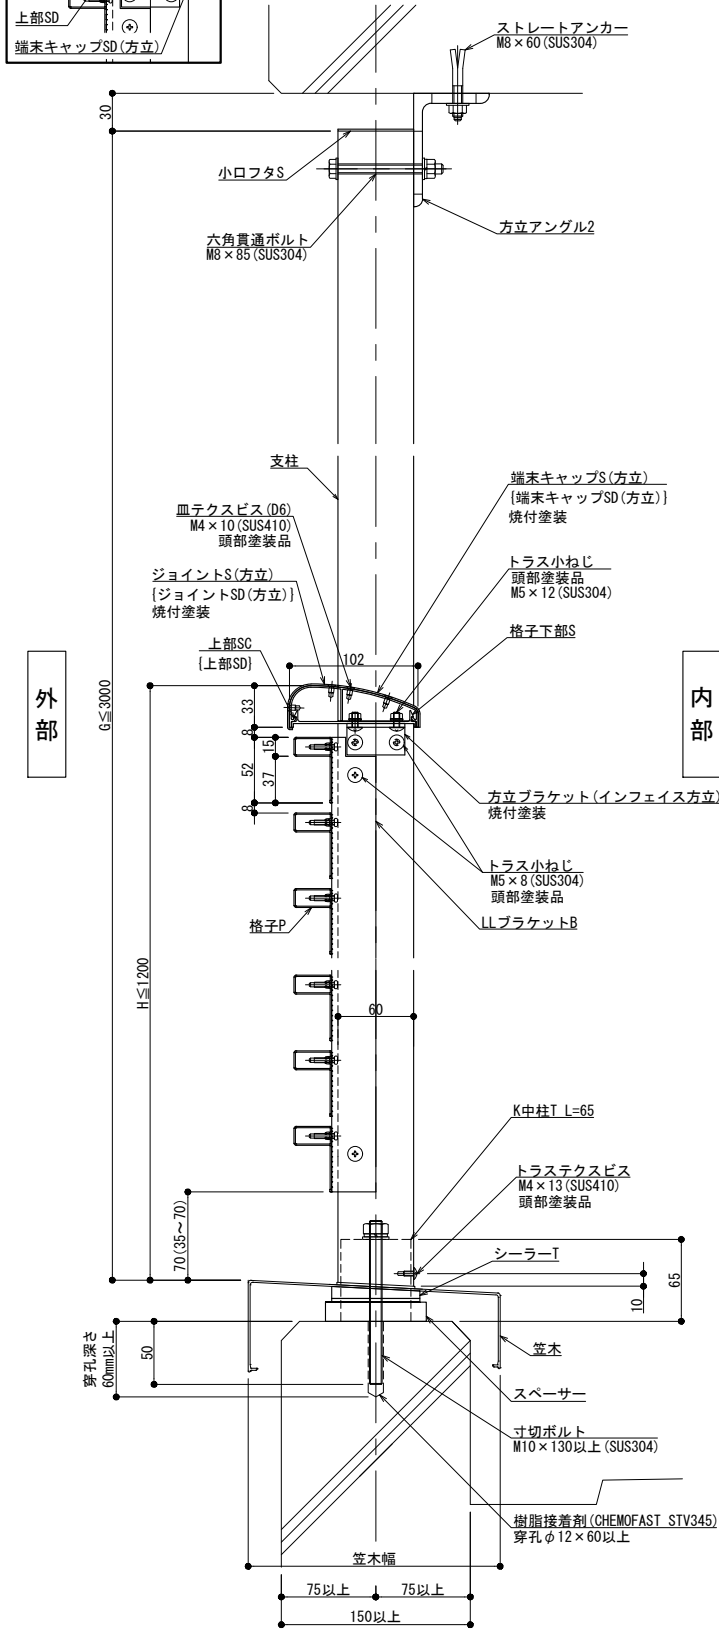 上部SD
端末キャップSD(方立)
ストレートアンカー
M8×60(SUS304)
30
小口フタS
方立アングル2
六角貫通ボルト
M8×85(SUS304)
G≦3000
支柱
端末キャップS(方立)
{端末キャップSD(方立)}
焼付塗装
皿テクスビス(D6)
M4×10(SUS410)
頭部塗装品
トラス小ねじ
頭部塗装品
M5×12(SUS304)
ジョイントS(方立)
{ジョイントSD(方立)}
焼付塗装
格子下部S
上部SC
{上部SD}
102
外部
内部
33
8
15
52
37
8
方立ブラケット(インフェイス方立)
焼付塗装
トラス小ねじ
M5×8(SUS304)
頭部塗装品
格子P
LLブラケットB
H≦1200
60
K中柱T L=65
トラステクスビス
M4×13(SUS410)
頭部塗装品
70(35~70)
シーラーT
65
10
穿孔深さ
60mm以上
50
笠木
スペーサー
寸切ボルト
M10×130以上(SUS304)
樹脂接着剤(CHEMOFAST STV345)
穿孔φ12×60以上
笠木幅
75以上
75以上
150以上